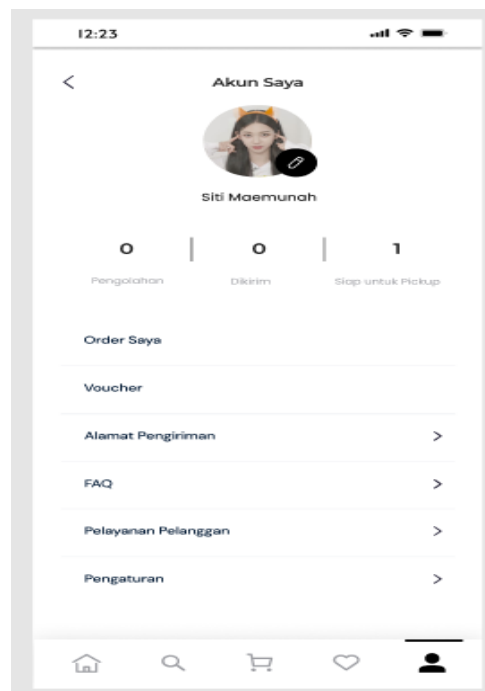 12:23
Akun Saya
Siti Maemunah
0 0 1
Pengolahan Dikirim Siap untuk Pickup
Order Saya
Voucher
Alamat Pengiriman
FAQ
Pelayanan Pelanggan
Pengaturan